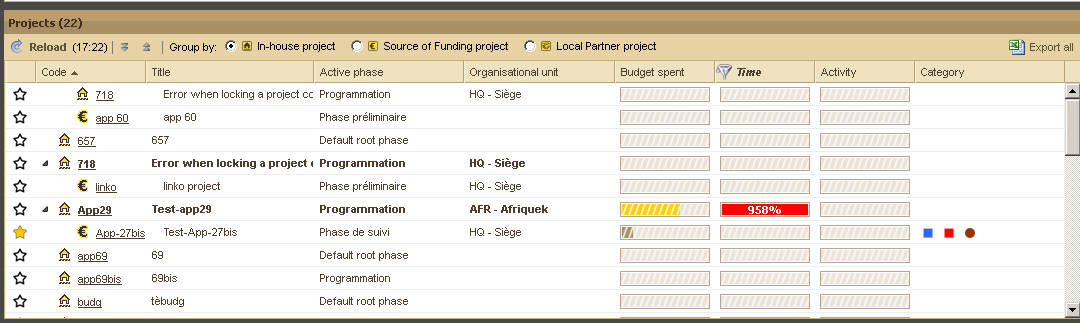 Projects (22)
Reload (17:22) Group by: In-house project Source of Funding project Local Partner project Export all
Code Title Active phase Organisational unit Budget spent Time Activity Category
718 Error when locking a project co Programmation HQ - Siège
app 60 app 60 Phase préliminaire
657 657 Default root phase
718 Error when locking a project c Programmation HQ - Siège
linko linko project Phase préliminaire HQ - Siège
App29 Test-app29 Programmation AFR - Afriquek 958%
App-27bis Test-App-27bis Phase de suivi HQ - Siège
app69 69 Default root phase
app69bis 69bis Programmation
budg tèbudg Default root phase